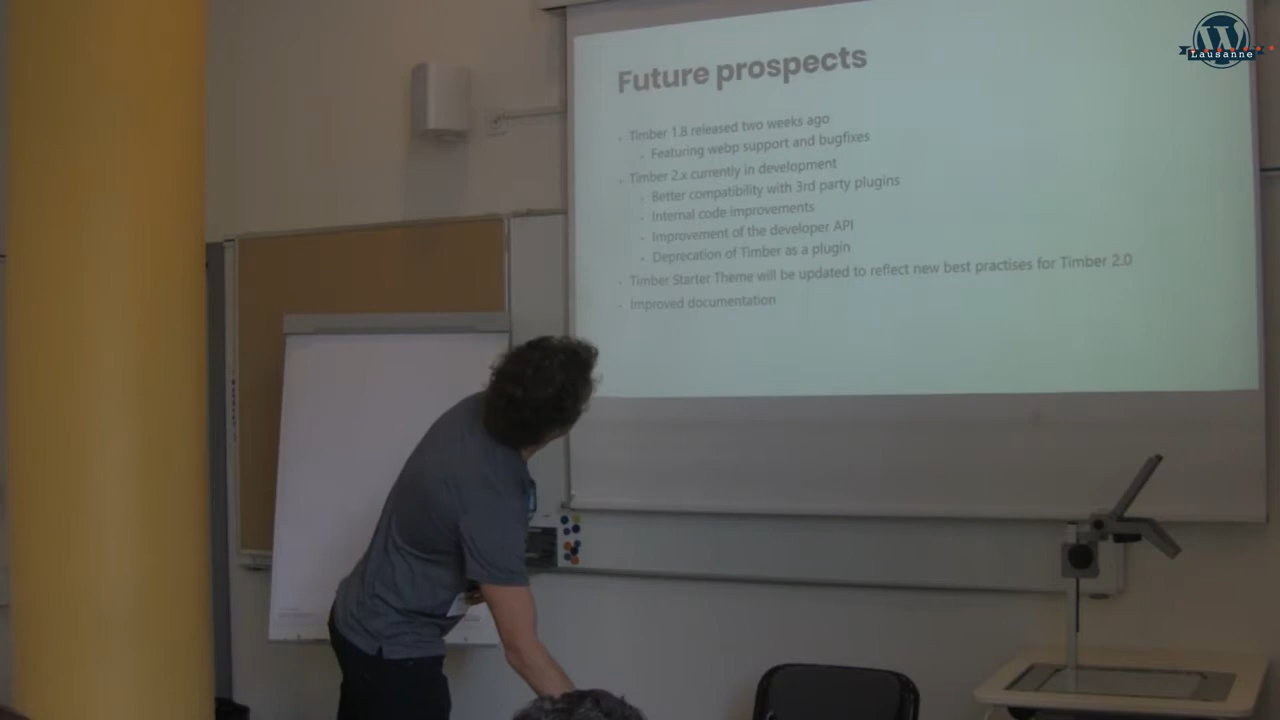 Future prospects
Timber 1.8 released two weeks ago
Featuring webp support and bugfixes
Timber 2.x currently in development
Better compatibility with 3rd party plugins
Internal code improvements
Improvement of the developer API
Deprecation of Timber as a plugin
Timber Starter Theme will be updated to reflect new best practises for Timber 2.0
Improved documentation
W
Lausanne